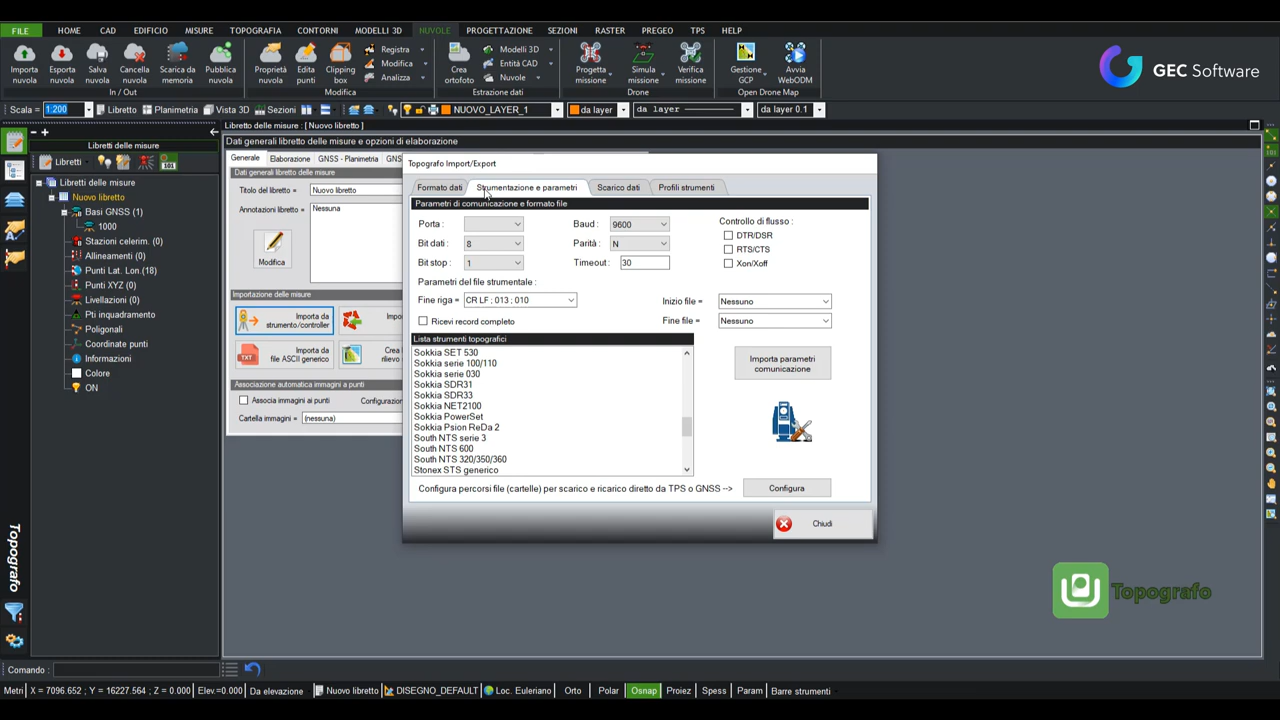 FILE HOME CAD EDIFICIO MISURE TOPOGRAFIA CONTORNI MODELLI 3D NUVOLE PROGETTAZIONE SEZIONI RASTER PREGEO TPS HELP
Importa nuvola
Esporta nuvola
Salva nuvola
Cancella nuvola
Scarica da memoria
Pubblica nuvola
Proprietà nuvola
Edita punti
Clipping box
Registra
Modifica
Analizza
Crea ortofoto
Modelli 3D
Entità CAD
Nuvole
Progetta missione
Simula missione
Verifica missione
Gestione GCP
Avvia WebODM
In / Out
Modifica
Estrazione dati
Drone
Open Drone Map
GEC Software
Scala = 1:200 Libretto Planimetria Vista 3D Sezioni NUOVO_LAYER_1 da layer da layer da layer 0.1
Libretti delle misure
Libretti
Libretti delle misure
Nuovo libretto
Basi GNSS (1)
1000
Stazioni celerim. (0)
Allineamenti (0)
Punti Lat. Lon.(18)
Punti XYZ (0)
Livellazioni (0)
Pti inquadramento
Poligonali
Coordinate punti
Informazioni
Colore
ON
Topografo
Libretto delle misure : [ Nuovo libretto ]
Dati generali libretto delle misure e opzioni di elaborazione
Generale Elaborazione GNSS - Planimetria GNS
Dati generali libretto delle misure
Titolo del libretto = Nuovo libretto
Annotazioni libretto = Nessuna
Modifica
Importazione delle misure
Importa da strumento/controller
Impor
Importa da file ASCII generico
Crea l
rilievo
Associazione automatica immagini a punti
Associa immagini ai punti Configurazion
Cartella immagini = (nessuna)
Topografo Import/Export
Formato dati Strumentazione e parametri Scarico dati Profili strumenti
Parametri di comunicazione e formato file
Porta : Baud : 9600 Controllo di flusso :
DTR/DSR
Bit dati : 8 Parità : N
RTS/CTS
Bit stop : 1 Timeout : 30 Xon/Xoff
Parametri del file strumentale :
Fine riga = CR LF ; 013 ; 010 Inizio file = Nessuno
Ricevi record completo Fine file = Nessuno
Lista strumenti topografici
Sokkia SET 530
Sokkia serie 100/110
Sokkia serie 030
Sokkia SDR31
Sokkia SDR33
Sokkia NET2100
Sokkia PowerSet
Sokkia Psion ReDa 2
South NTS serie 3
South NTS 600
South NTS 320/350/360
Stonex STS generico
Importa parametri comunicazione
Configura percorsi file (cartelle) per scarico e ricarico diretto da TPS o GNSS --> Configura
Chiudi
Topografo
Comando :
Metri X = 7096.652 ; Y = 16227.564 ; Z = 0.000 Elev.=0.000 Da elevazione Nuovo libretto DISEGNO_DEFAULT Loc. Euleriano Orto Polar Osnap Proiez Spess Param Barre strumenti